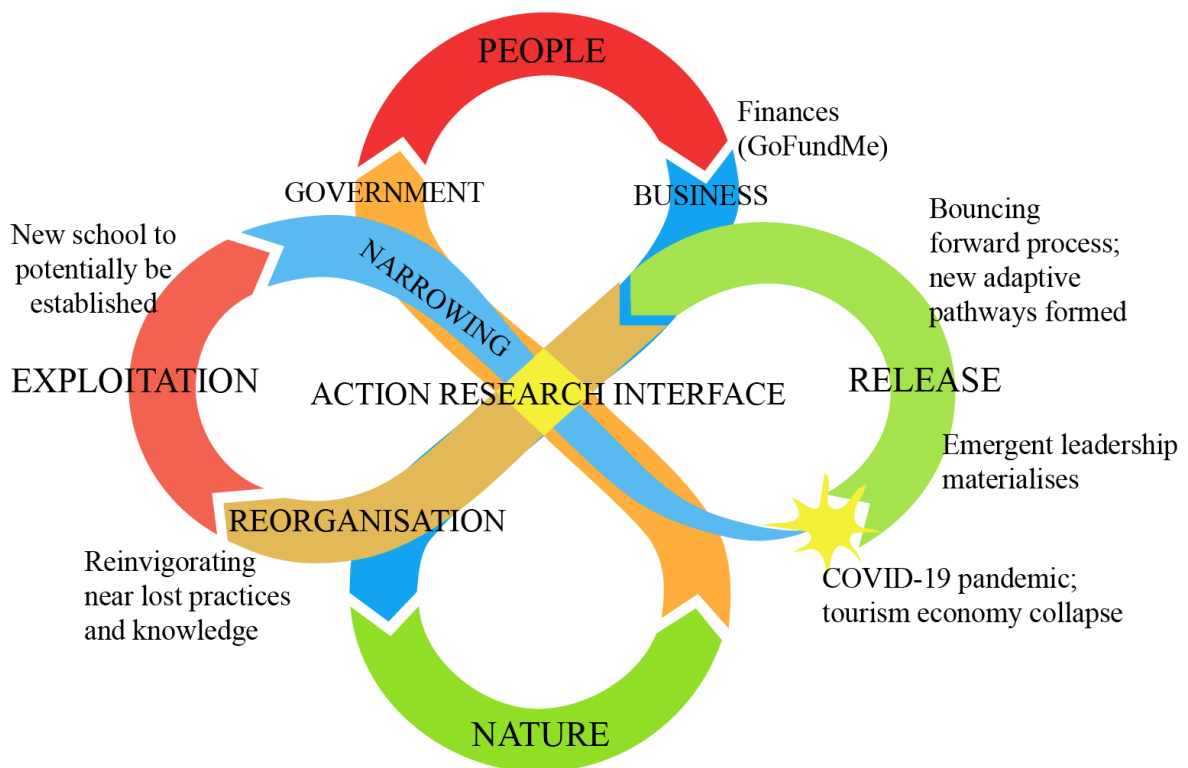 PEOPLE
Finances
(GoFundMe)
GOVERNMENT
BUSINESS
New school to
potentially be
established
NARROWING
Bouncing
forward process;
new adaptive
pathways formed
EXPLOITATION
ACTION RESEARCH INTERFACE
RELEASE
Emergent leadership
materialises
REORGANISATION
Reinvigorating
near lost practices
and knowledge
COVID-19 pandemic;
tourism economy collapse
NATURE